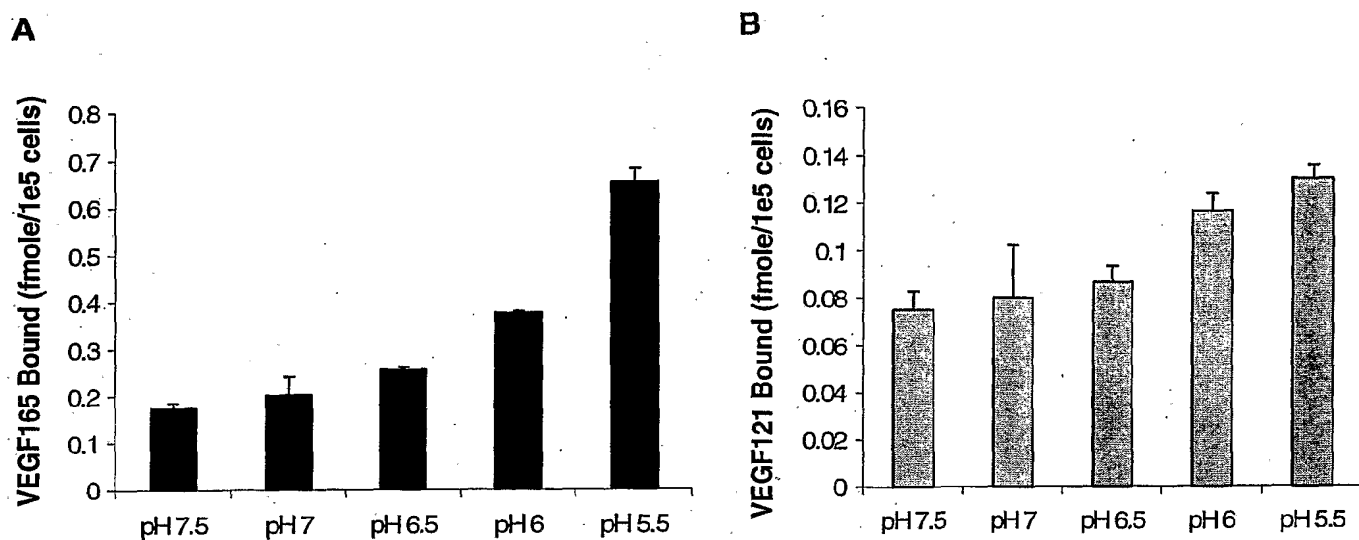 A
VEGF165 Bound (fmole/1e5 cells)
0.8
0.7
0.6
0.5
0.4
0.3
0.2
0.1
0
pH7.5
pH7
pH6.5
pH6
pH5.5
B
VEGF121 Bound (fmole/1e5 cells)
0.16
0.14
0.12
0.1
0.08
0.06
0.04
0.02
0
pH7.5
pH7
pH6.5
pH6
pH5.5